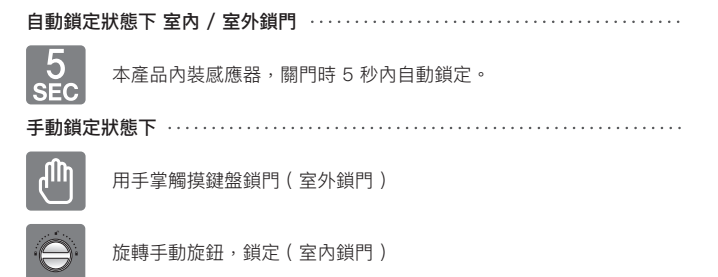 自動鎖定狀態下 室內 / 室外鎖門
5
SEC
本產品內裝感應器，關門時 5 秒內自動鎖定。
手動鎖定狀態下
用手掌觸摸鍵盤鎖門（室外鎖門）
旋轉手動旋鈕，鎖定（室內鎖門）